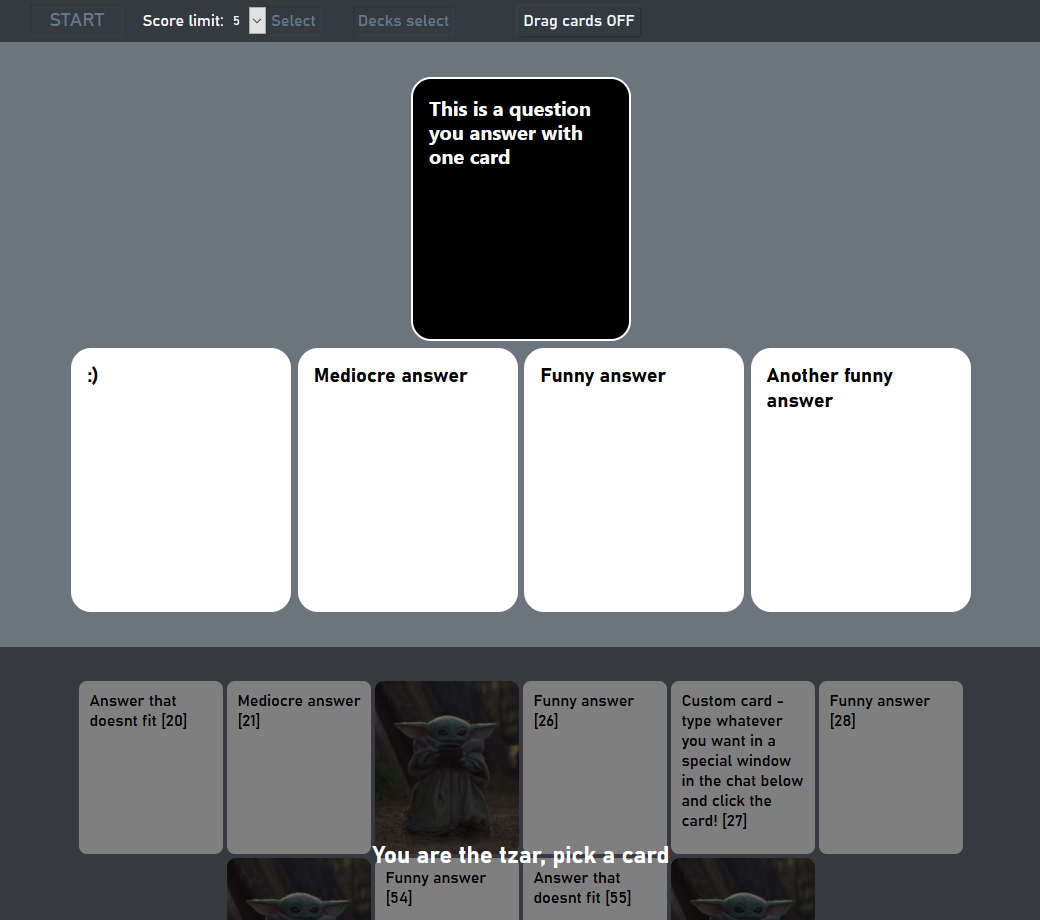 START Score limit: 5 Select Decks select Drag cards OFF
This is a question
you answer with
one card
:)
Mediocre answer
Funny answer
Another funny
answer
Answer that
doesnt fit [20]
Mediocre answer
[21]
Funny answer
[26]
Custom card -
type whatever
you want in a
special window
in the chat below
and click the
card! [27]
Funny answer
[28]
You are the tzar, pick a card
Funny answer
[54]
Answer that
doesnt fit [55]